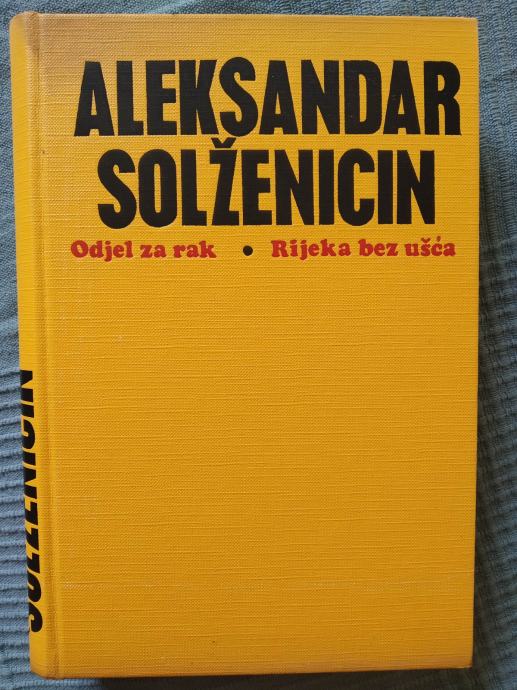 ALEKSANDAR
SOLŽENICIN
Odjel za rak • Rijeka bez ušća
SOLŽENICIN